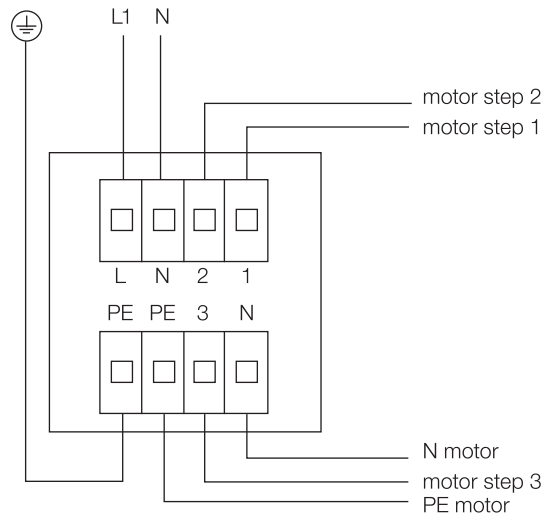 L1 N
motor step 2
motor step 1
L N 2 1
PE PE 3 N
N motor
motor step 3
PE motor